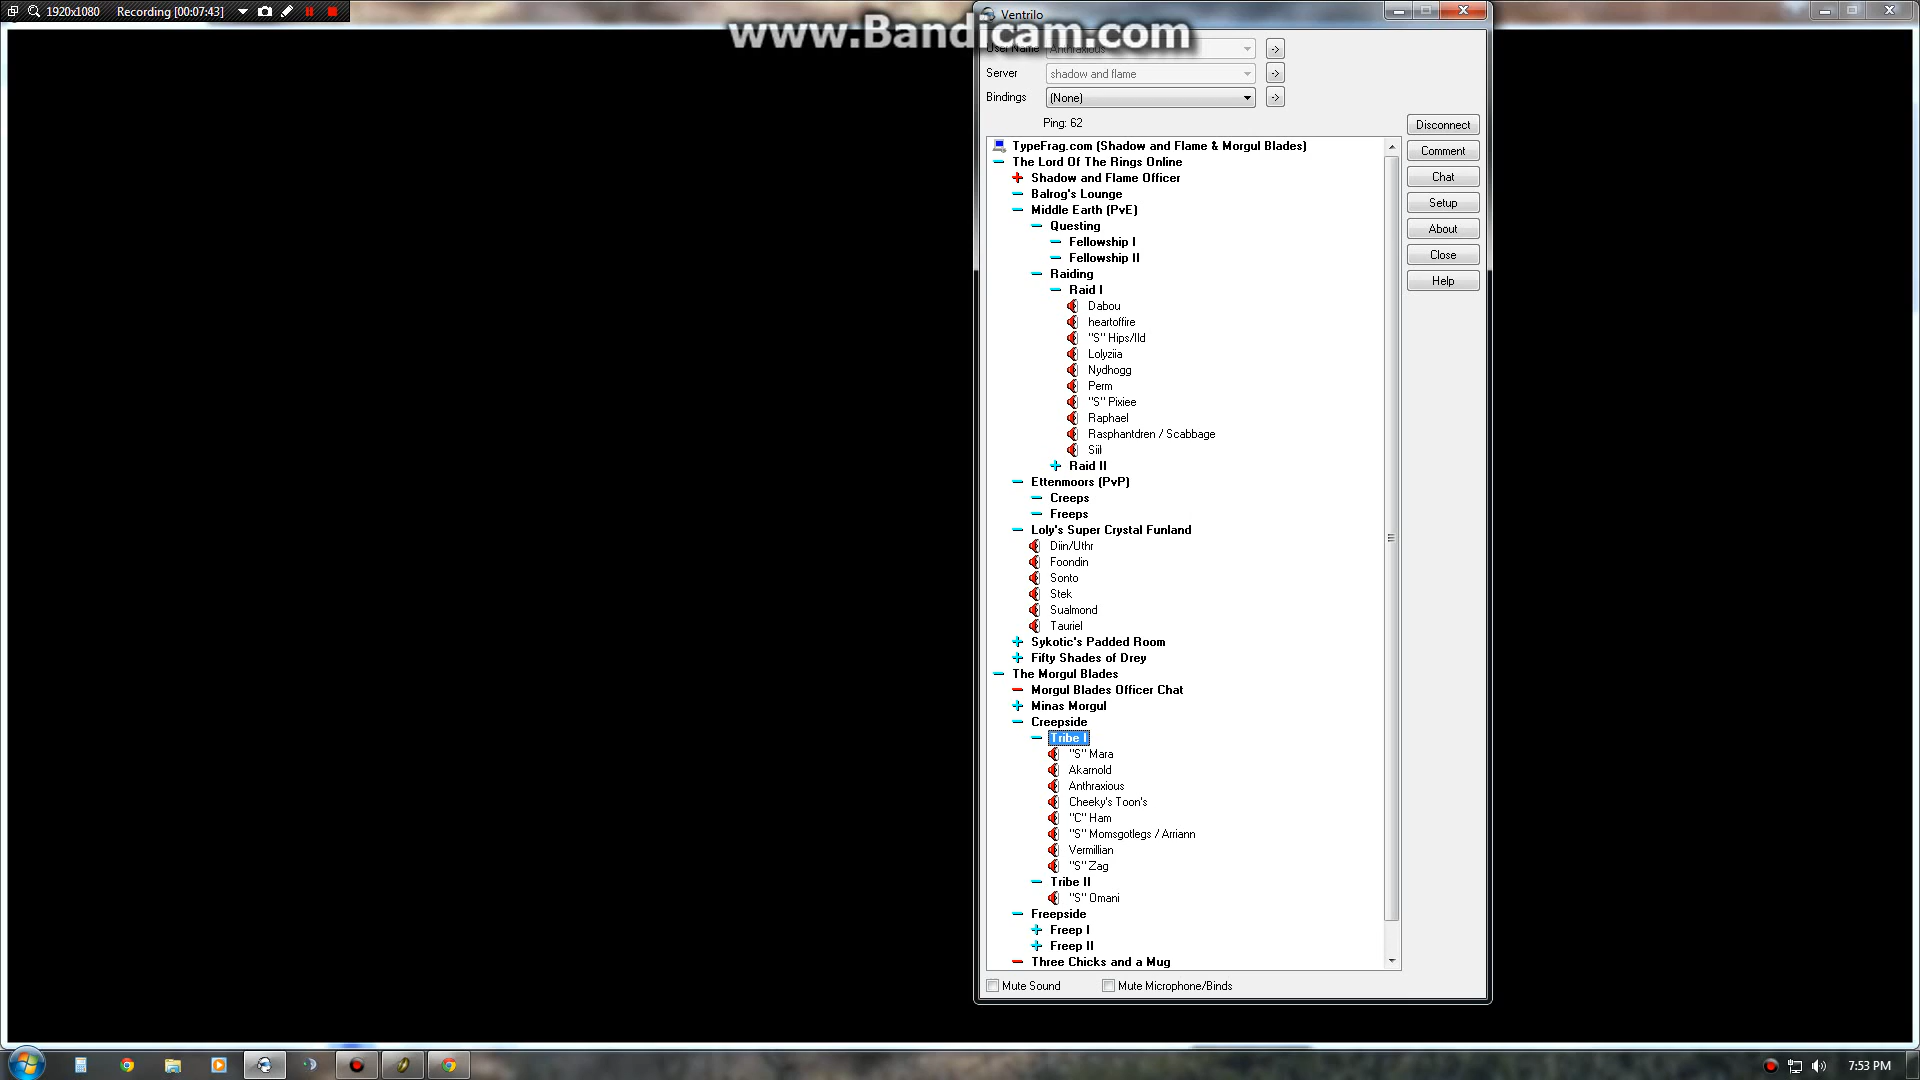 1920x1080 Recording [00:07:43]
www.Bandicam.com
Ventrilo
User Name Anthraxious
Server shadow and flame
Bindings (None)
Ping: 62
Disconnect
Comment
Chat
Setup
About
Close
Help
TypeFrag.com (Shadow and Flame & Morgul Blades)
The Lord Of The Rings Online
Shadow and Flame Officer
Balrog's Lounge
Middle Earth (PvE)
Questing
Fellowship I
Fellowship II
Raiding
Raid I
Dabou
heartoffire
"S" Hips/Ild
Lolyziia
Nydhogg
Perm
"S" Pixiee
Raphael
Rasphantdren / Scabbage
Siil
Raid II
Ettenmoors (PvP)
Creeps
Freeps
Loly's Super Crystal Funland
Diin/Uthr
Foondin
Sonto
Stek
Sualmond
Tauriel
Sykotic's Padded Room
Fifty Shades of Drey
The Morgul Blades
Morgul Blades Officer Chat
Minas Morgul
Creepside
Tribe I
"S" Mara
Akarnold
Anthraxious
Cheeky's Toon's
"C" Ham
"S" Momsgotlegs / Arriann
Vermillian
"S" Zag
Tribe II
"S" Omani
Freepside
Freep I
Freep II
Three Chicks and a Mug
Mute Sound Mute Microphone/Binds
7:53 PM